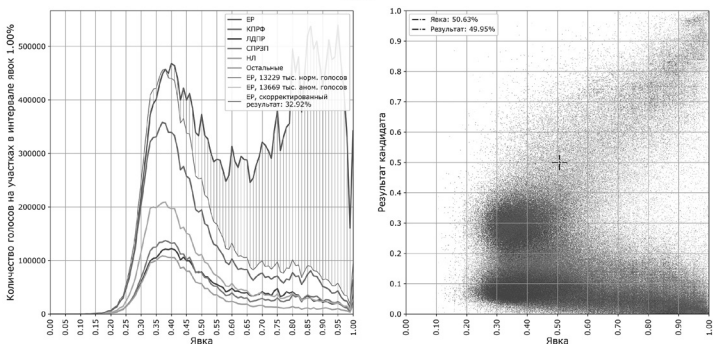 Количество голосов на участках в интервале явок 1.00%
500000
400000
300000
200000
100000
0
ЕР
КПРФ
ЛДПР
СПРЗП
НЛ
Остальные
ЕР, 13229 тыс. норм. голосов
ЕР, 13669 тыс. аном. голосов
ЕР, скорректированный
результат: 32.92%
0.00 0.05 0.10 0.15 0.20 0.25 0.30 0.35 0.40 0.45 0.50 0.55 0.60 0.65 0.70 0.75 0.80 0.85 0.90 0.95 1.00
Явка
Результат кандидата
1.0
0.9
0.8
0.7
0.6
0.5
0.4
0.3
0.2
0.1
0.0
Явка: 50.63%
Результат: 49.95%
0.00 0.10 0.20 0.30 0.40 0.50 0.60 0.70 0.80 0.90 1.00
Явка